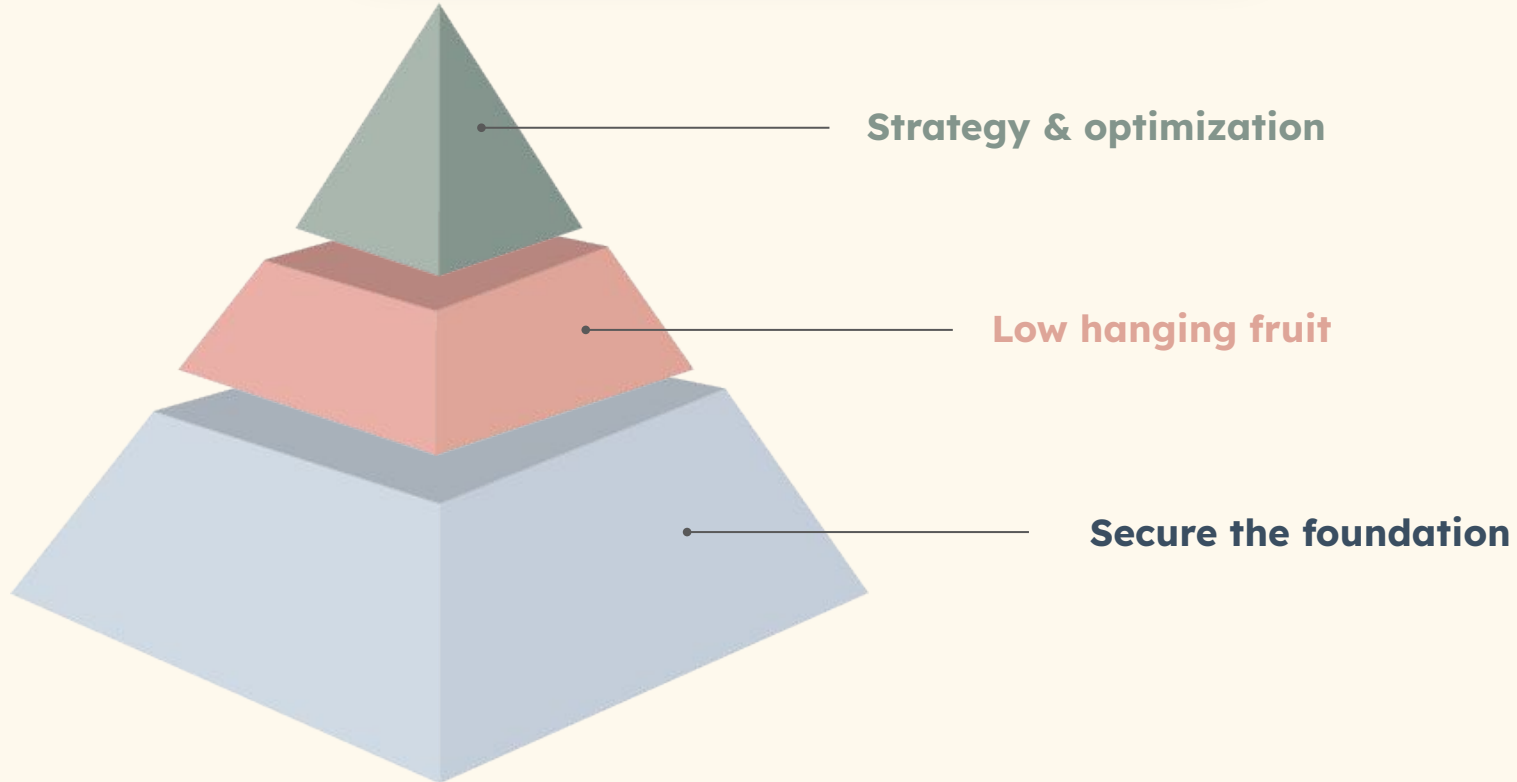 Strategy & optimization
Low hanging fruit
Secure the foundation